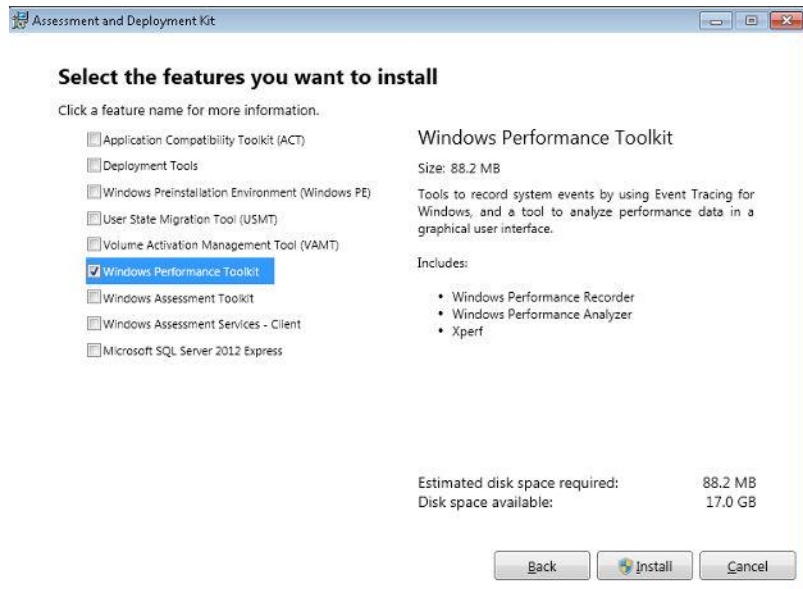 Assessment and Deployment Kit
Select the features you want to install
Click a feature name for more information.
Application Compatibility Toolkit (ACT)
Deployment Tools
Windows Preinstallation Environment (Windows PE)
User State Migration Tool (USMT)
Volume Activation Management Tool (VAMT)
Windows Performance Toolkit
Windows Assessment Toolkit
Windows Assessment Services - Client
Microsoft SQL Server 2012 Express
Windows Performance Toolkit
Size: 88.2 MB
Tools to record system events by using Event Tracing for
Windows, and a tool to analyze performance data in a
graphical user interface.
Includes:
• Windows Performance Recorder
• Windows Performance Analyzer
• Xperf
Estimated disk space required: 88.2 MB
Disk space available: 17.0 GB
Back Install Cancel